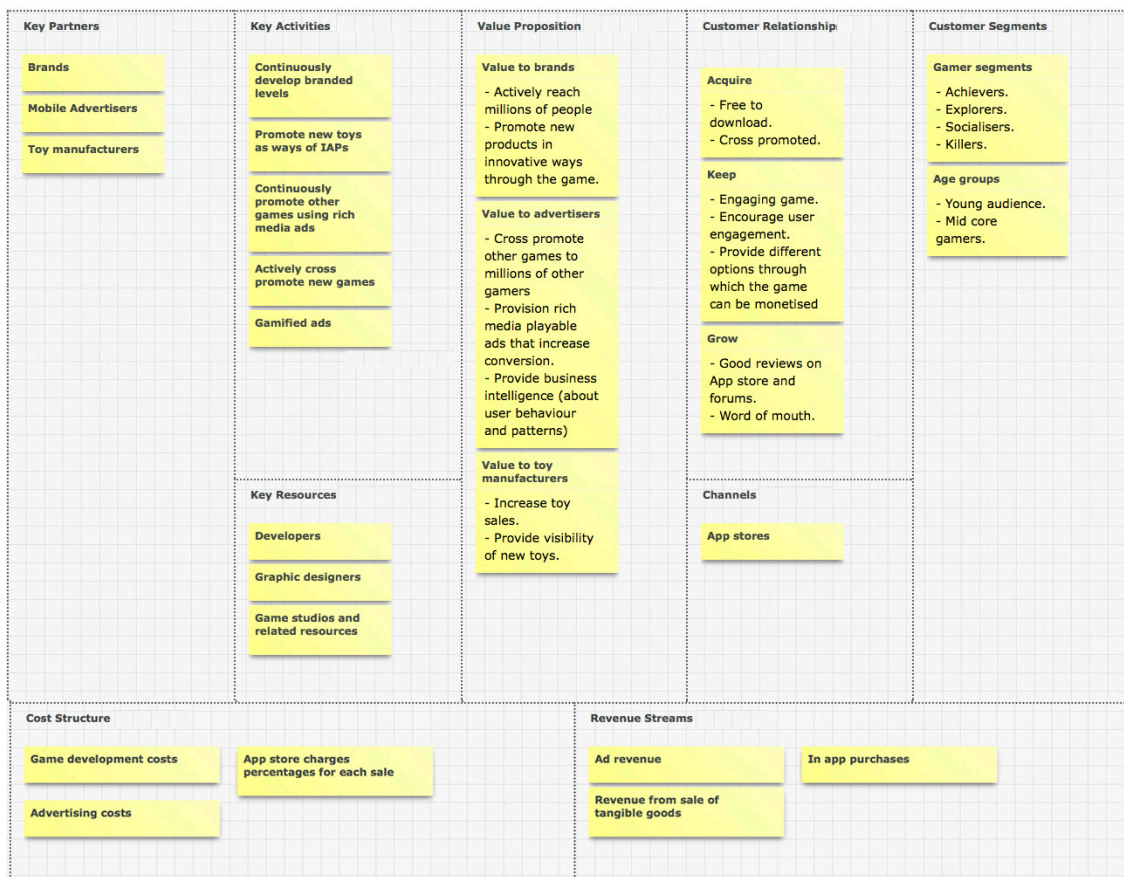 Key Partners
Brands
Mobile Advertisers
Toy manufacturers
Key Activities
Continuously
develop branded
levels
Promote new toys
as ways of IAPs
Continuously
promote other
games using rich
media ads
Actively cross
promote new games
Gamified ads
Key Resources
Developers
Graphic designers
Game studios and
related resources
Value Proposition
Value to brands
- Actively reach
millions of people
- Promote new
products in
innovative ways
through the game.
Value to advertisers
- Cross promote
other games to
millions of other
gamers
- Provision rich
media playable
ads that increase
conversion.
- Provide business
intelligence (about
user behaviour
and patterns)
Value to toy
manufacturers
- Increase toy
sales.
- Provide visibility
of new toys.
Customer Relationship
Acquire
- Free to
download.
- Cross promoted.
Keep
- Engaging game.
- Encourage user
engagement.
- Provide different
options through
which the game
can be monetised
Grow
- Good reviews on
App store and
forums.
- Word of mouth.
Channels
App stores
Customer Segments
Gamer segments
- Achievers.
- Explorers.
- Socialisers.
- Killers.
Age groups
- Young audience.
- Mid core
gamers.
Cost Structure
Game development costs
App store charges
percentages for each sale
Advertising costs
Revenue Streams
Ad revenue
In app purchases
Revenue from sale of
tangible goods